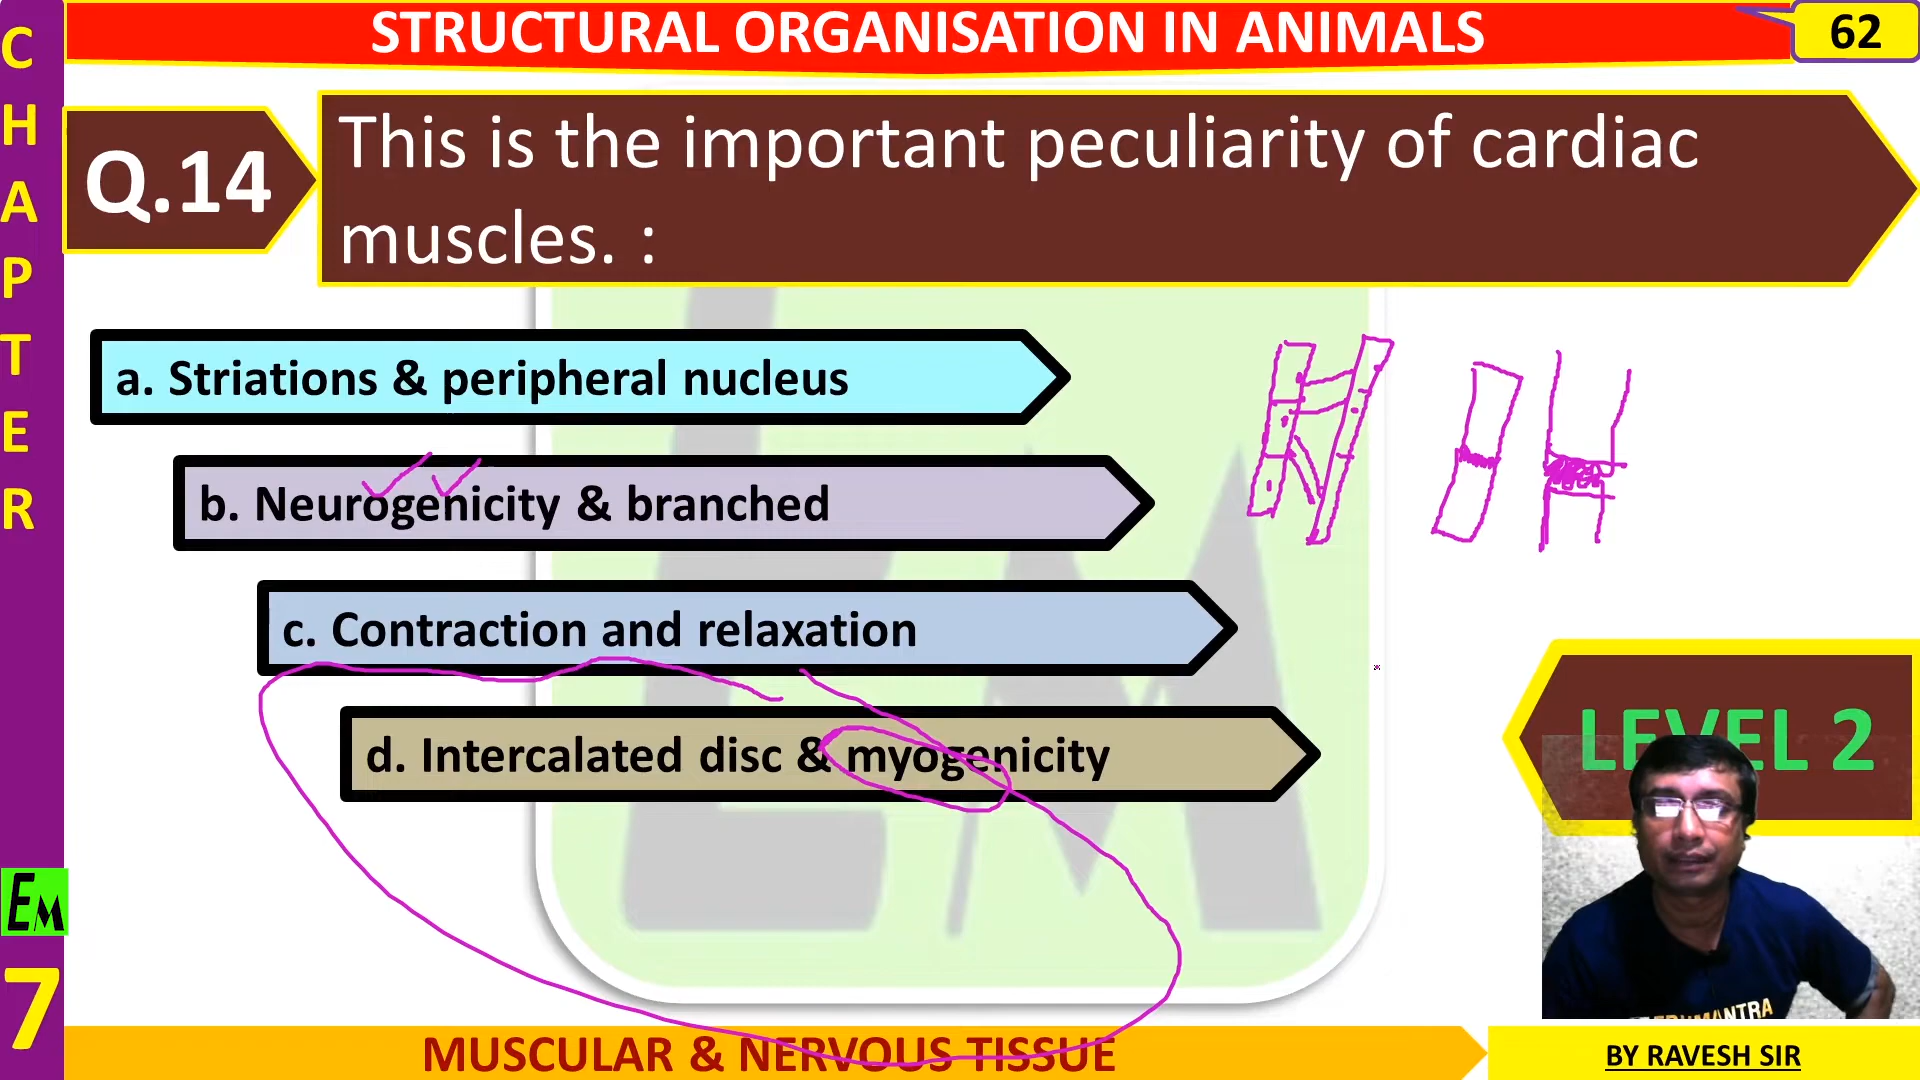 STRUCTURAL ORGANISATION IN ANIMALS
62
CHAPTER
Q.14
This is the important peculiarity of cardiac
muscles. :
a. Striations & peripheral nucleus
b. Neurogenicity & branched
c. Contraction and relaxation
d. Intercalated disc & myogenicity
LEVEL 2
EM
7
MUSCULAR & NERVOUS TISSUE
BY RAVESH SIR